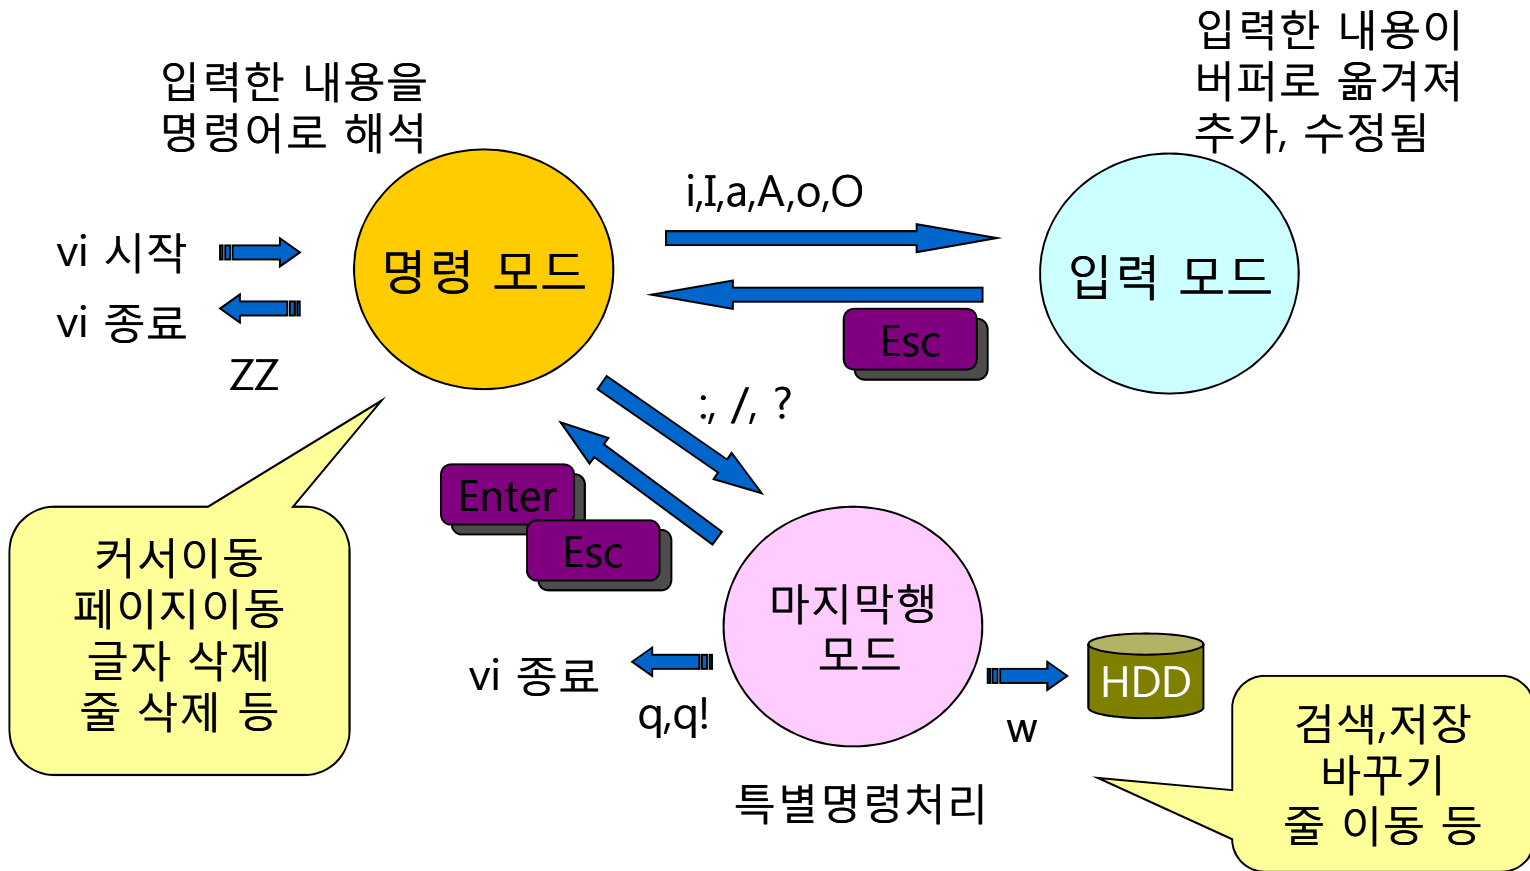 입력한 내용을
명령어로 해석
입력한 내용이
버퍼로 옮겨져
추가, 수정됨
i,I,a,A,o,O
vi 시작
vi 종료
ZZ
명령 모드
입력 모드
Esc
:, /, ?
Enter
Esc
커서이동
페이지이동
글자 삭제
줄 삭제 등
마지막행
모드
vi 종료
q,q!
w
HDD
특별명령처리
검색,저장
바꾸기
줄 이동 등